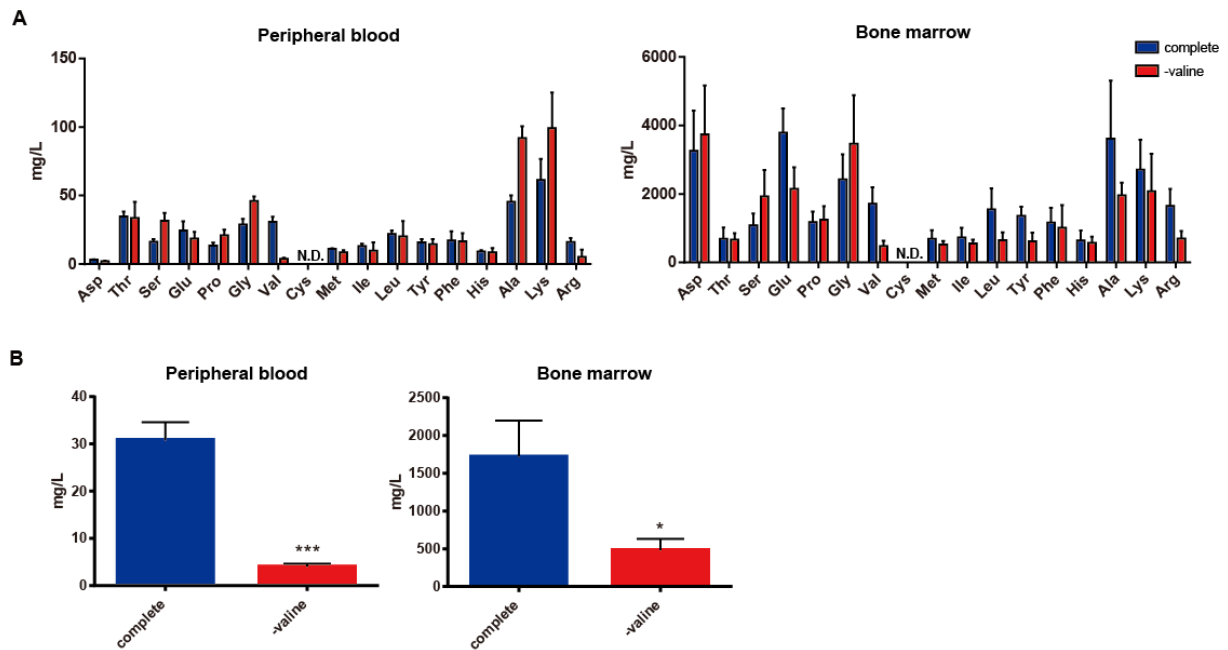 A
Peripheral blood
150
100
50
0
mg/L
N.D.
Asp Thr Ser Glu Pro Gly Val Cys Met Ile Leu Tyr Phe His Ala Lys Arg
Bone marrow
complete
-valine
6000
4000
2000
0
mg/L
N.D.
Asp Thr Ser Glu Pro Gly Val Cys Met Ile Leu Tyr Phe His Ala Lys Arg
B
Peripheral blood
40
30
20
10
0
mg/L
***
complete -valine
Bone marrow
2500
2000
1500
1000
500
0
mg/L
*
complete -valine